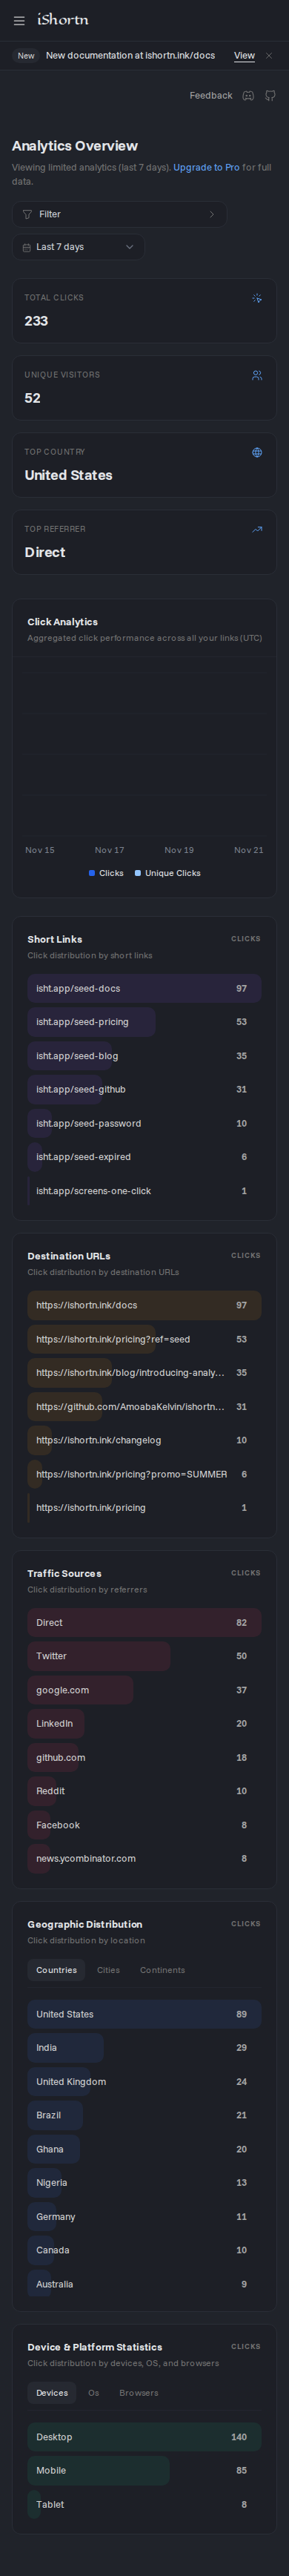 iShortn
New New documentation at ishortn.ink/docs View
Feedback
Analytics Overview
Viewing limited analytics (last 7 days). Upgrade to Pro for full
data.
Filter
Last 7 days
TOTAL CLICKS
233
UNIQUE VISITORS
52
TOP COUNTRY
United States
TOP REFERRER
Direct
Click Analytics
Aggregated click performance across all your links (UTC)
Nov 15 Nov 17 Nov 19 Nov 21
Clicks Unique Clicks
Short Links CLICKS
Click distribution by short links
isht.app/seed-docs 97
isht.app/seed-pricing 53
isht.app/seed-blog 35
isht.app/seed-github 31
isht.app/seed-password 10
isht.app/seed-expired 6
isht.app/screens-one-click 1
Destination URLs CLICKS
Click distribution by destination URLs
https://ishortn.ink/docs 97
https://ishortn.ink/pricing?ref=seed 53
https://ishortn.ink/blog/introducing-analy... 35
https://github.com/AmoabaKelvin/ishortn... 31
https://ishortn.ink/changelog 10
https://ishortn.ink/pricing?promo=SUMMER 6
https://ishortn.ink/pricing 1
Traffic Sources CLICKS
Click distribution by referrers
Direct 82
Twitter 50
google.com 37
LinkedIn 20
github.com 18
Reddit 10
Facebook 8
news.ycombinator.com 8
Geographic Distribution CLICKS
Click distribution by location
Countries Cities Continents
United States 89
India 29
United Kingdom 24
Brazil 21
Ghana 20
Nigeria 13
Germany 11
Canada 10
Australia 9
Device & Platform Statistics CLICKS
Click distribution by devices, OS, and browsers
Devices Os Browsers
Desktop 140
Mobile 85
Tablet 8